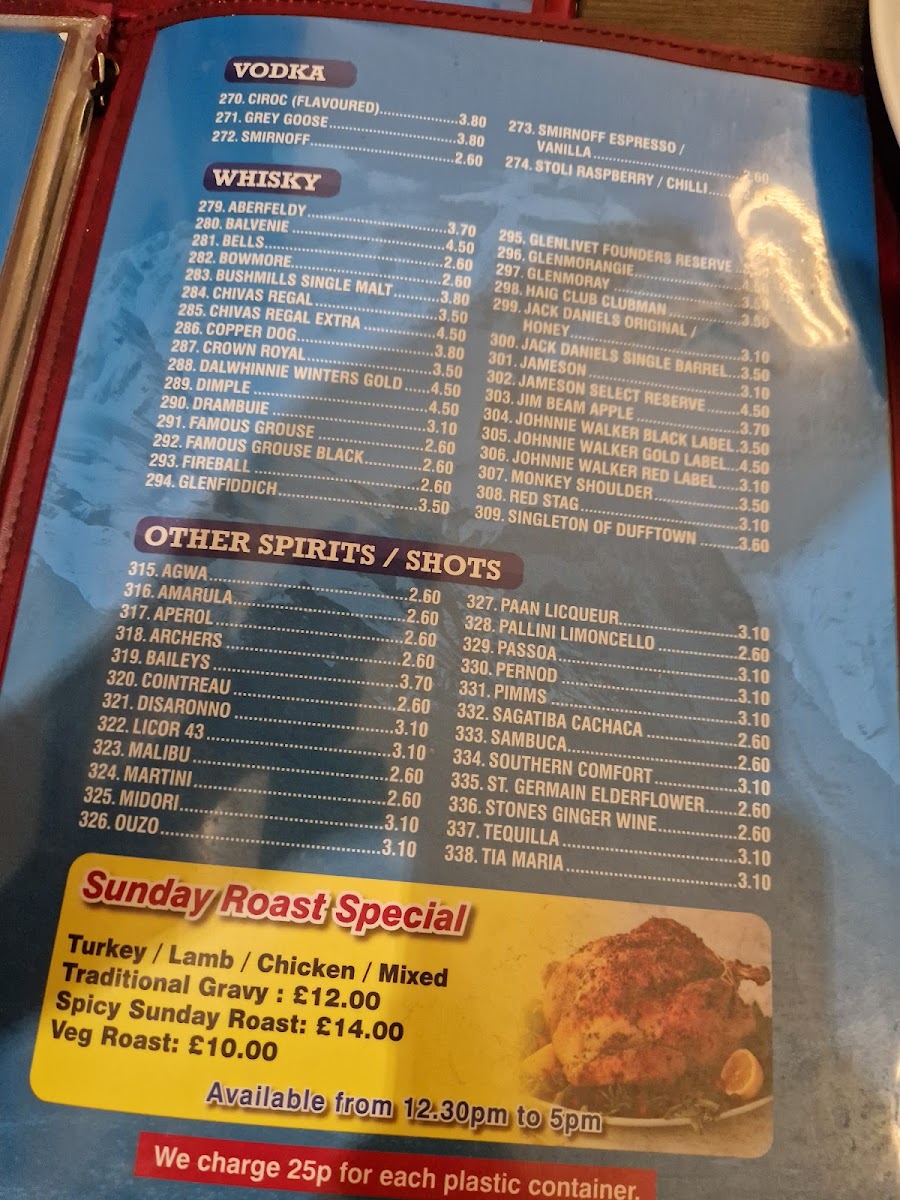 VODKA
270. CIROC (FLAVOURED)....................3.80
271. GREY GOOSE....................3.80
272. SMIRNOFF....................2.60
273. SMIRNOFF ESPRESSO /
VANILLA....................2.60
274. STOLI RASPBERRY / CHILLI
WHISKY
279. ABERFELDY....................3.70
280. BALVENIE....................4.50
281. BELLS....................2.60
282. BOWMORE....................2.60
283. BUSHMILLS SINGLE MALT..........3.80
284. CHIVAS REGAL....................3.50
285. CHIVAS REGAL EXTRA....................4.50
286. COPPER DOG....................3.80
287. CROWN ROYAL....................3.50
288. DALWHINNIE WINTERS GOLD......4.50
289. DIMPLE....................4.50
290. DRAMBUIE....................3.10
291. FAMOUS GROUSE....................2.60
292. FAMOUS GROUSE BLACK............2.60
293. FIREBALL....................2.60
294. GLENFIDDICH....................3.50
295. GLENLIVET FOUNDERS RESERVE
296. GLENMORANGIE
297. GLENMORAY
298. HAIG CLUB CLUBMAN....................3.50
299. JACK DANIELS ORIGINAL /
HONEY....................3.10
300. JACK DANIELS SINGLE BARREL...3.50
301. JAMESON....................3.10
302. JAMESON SELECT RESERVE.......4.50
303. JIM BEAM APPLE....................3.70
304. JOHNNIE WALKER BLACK LABEL.3.50
305. JOHNNIE WALKER GOLD LABEL...4.50
306. JOHNNIE WALKER RED LABEL.....3.10
307. MONKEY SHOULDER....................3.50
308. RED STAG....................3.10
309. SINGLETON OF DUFFTOWN.........3.60
OTHER SPIRITS / SHOTS
315. AGWA....................2.60
316. AMARULA....................2.60
317. APEROL....................2.60
318. ARCHERS....................2.60
319. BAILEYS....................3.70
320. COINTREAU....................2.60
321. DISARONNO....................3.10
322. LICOR 43....................3.10
323. MALIBU....................2.60
324. MARTINI....................2.60
325. MIDORI....................3.10
326. OUZO....................3.10
327. PAAN LICQUEUR....................3.10
328. PALLINI LIMONCELLO....................2.60
329. PASSOA....................3.10
330. PERNOD....................3.10
331. PIMMS....................3.10
332. SAGATIBA CACHACA....................2.60
333. SAMBUCA....................2.60
334. SOUTHERN COMFORT....................3.10
335. ST. GERMAIN ELDERFLOWER.......2.60
336. STONES GINGER WINE....................2.60
337. TEQUILLA....................3.10
338. TIA MARIA....................3.10
Sunday Roast Special
Turkey / Lamb / Chicken / Mixed
Traditional Gravy : £12.00
Spicy Sunday Roast: £14.00
Veg Roast: £10.00
Available from 12.30pm to 5pm
We charge 25p for each plastic container.